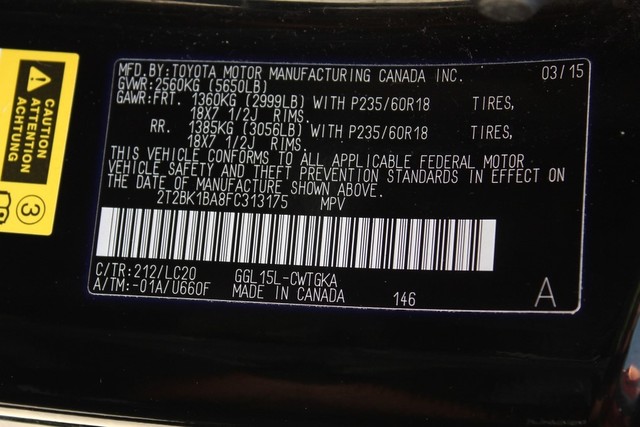 MFD.BY:TOYOTA MOTOR MANUFACTURING CANADA INC. 03/15
GVWR:2560KG (5650LB)
GAWR:FRT. 1360KG (2999LB) WITH P235/60R18 TIRES,
18X7 1/2J RIMS.
RR. 1385KG (3056LB) WITH P235/60R18 TIRES,
18X7 1/2J RIMS.
THIS VEHICLE CONFORMS TO ALL APPLICABLE FEDERAL MOTOR
VEHICLE SAFETY AND THEFT PREVENTION STANDARDS IN EFFECT ON
THE DATE OF MANUFACTURE SHOWN ABOVE.
2T2BK1BA8FC313175 MPV
C/TR:212/LC20 GGL15L-CWTGKA
A/TM:-01A/U660F MADE IN CANADA 146 A
CAUTION
ATTENTION
ACHTUNG
3